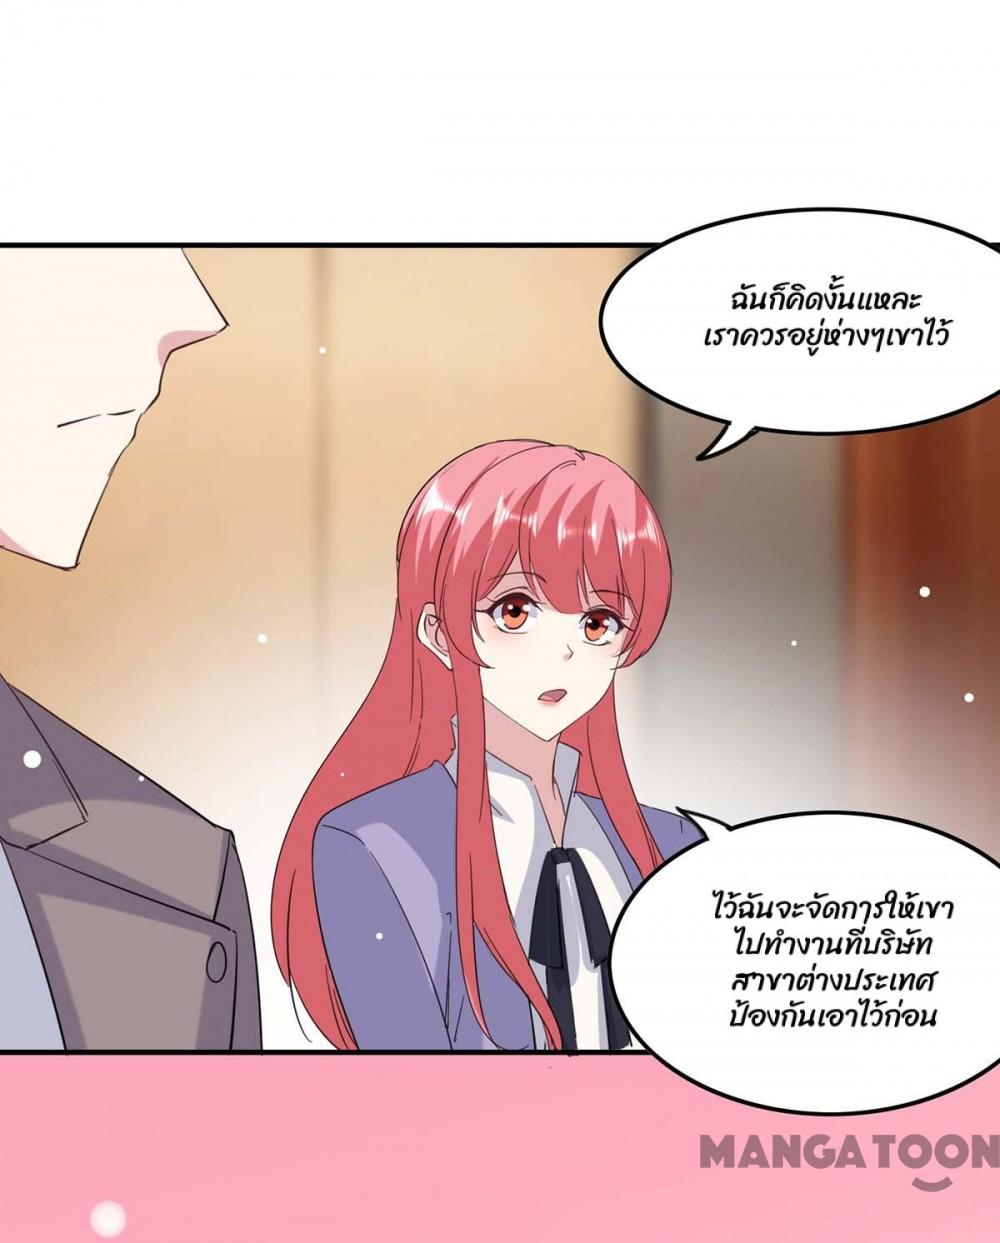 ฉันก็คิดงั้นแหละ
เราควรอยู่ห่างๆเขาไว้
ไว้ฉันจะจัดการให้เขา
ไปทำงานที่บริษัท
สาขาต่างประเทศ
ป้องกันเอาไว้ก่อน
MANGATOON